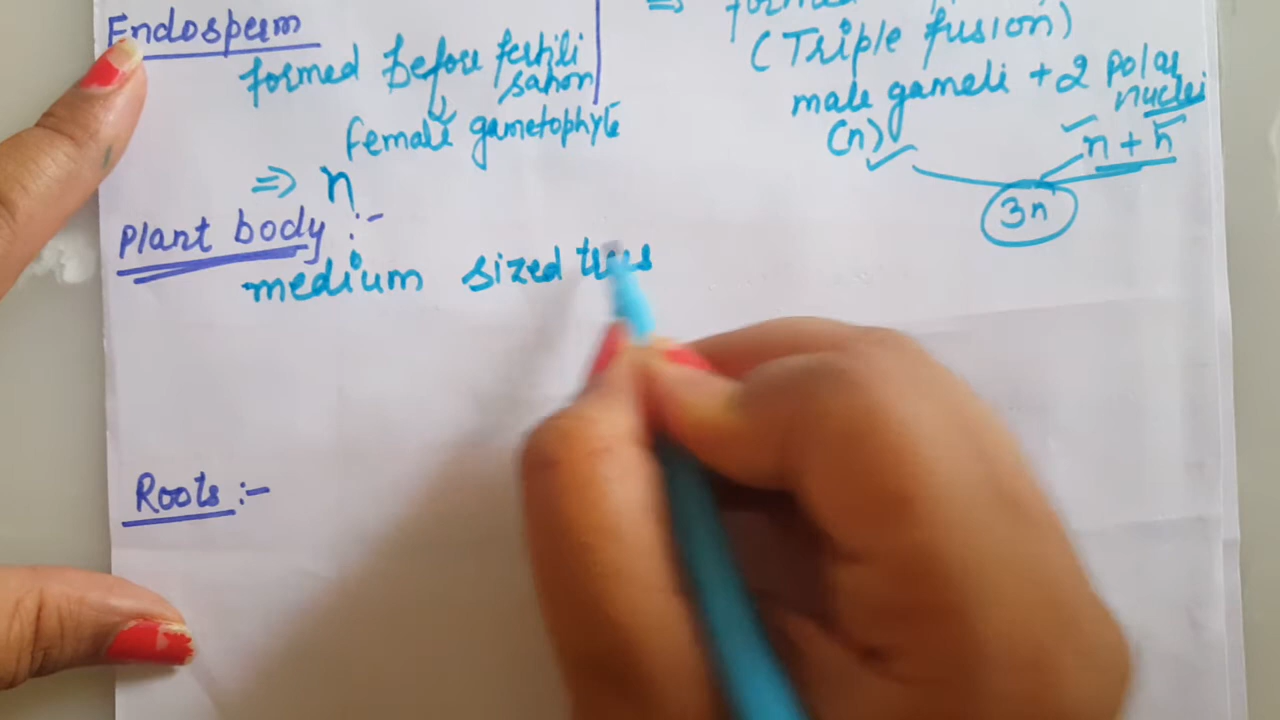 Endosperm
formed before fertili
sation
female gametophyte
⇒ n
⇒ formed
(Triple fusion)
male gameti + 2 polar
nuclei
(n) n + n
3n
Plant body :-
medium sized trees
Roots :-